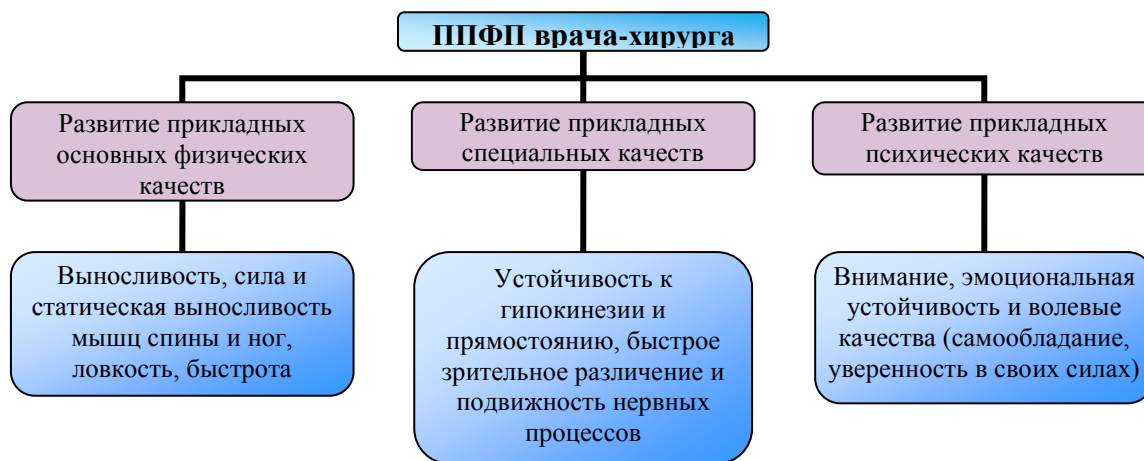 ППФП врача-хирурга
Развитие прикладных
основных физических
качеств
Развитие прикладных
специальных качеств
Развитие прикладных
психических качеств
Выносливость, сила и
статическая выносливость
мышц спины и ног,
ловкость, быстрота
Устойчивость к
гипокинезии и
прямостоянию, быстрое
зрительное различение и
подвижность нервных
процессов
Внимание, эмоциональная
устойчивость и волевые
качества (самообладание,
уверенность в своих силах)